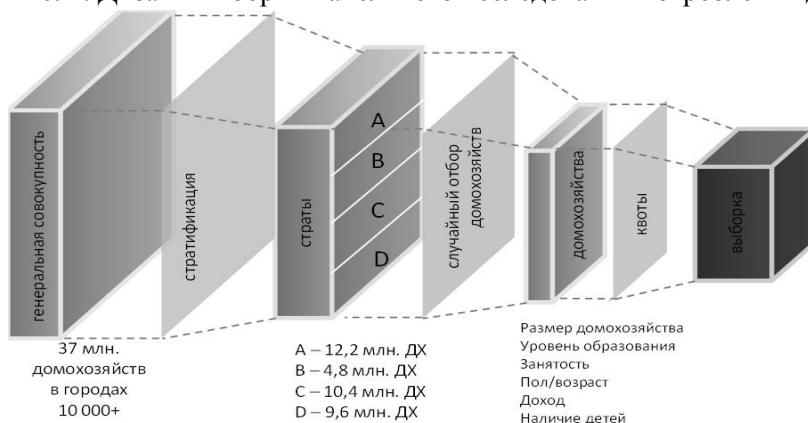 генеральная совокупность
стратификация
страты
A
B
C
D
случайный отбор
домохозяйств
домохозяйства
квоты
выборка
37 млн.
домохозяйств
в городах
10 000+
A – 12,2 млн. ДХ
B – 4,8 млн. ДХ
C – 10,4 млн. ДХ
D – 9,6 млн. ДХ
Размер домохозяйства
Уровень образования
Занятость
Пол/возраст
Доход
Наличие детей